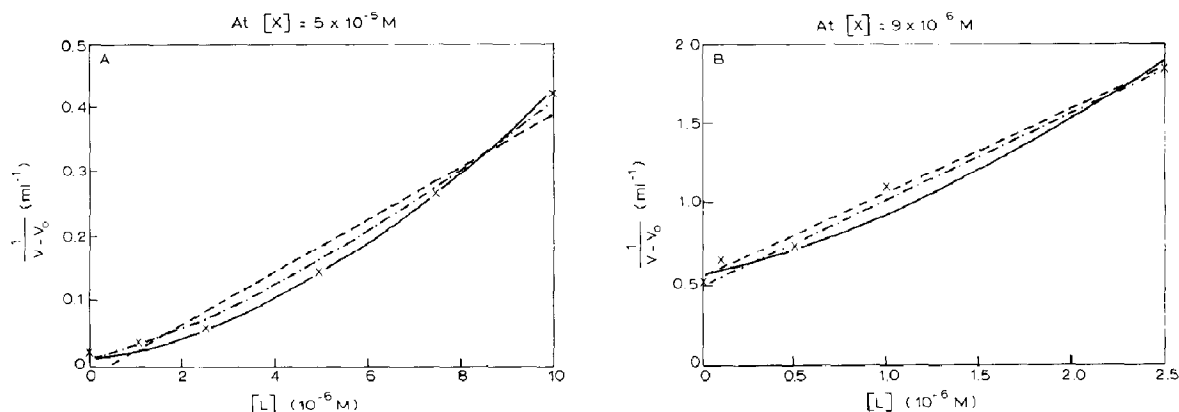 At [X] = 5 x 10⁻⁵ M
A
0.5
0.4
0.3
0.2
0.1
0
1/(V - V₀) (ml⁻¹)
0 2 4 6 8 10
[L] (10⁻⁶ M)
At [X] = 9 x 10⁻⁶ M
B
2.0
1.5
1.0
0.5
0
1/(V - V₀) (ml⁻¹)
0 0.5 1.0 1.5 2.0 2.5
[L] (10⁻⁶ M)